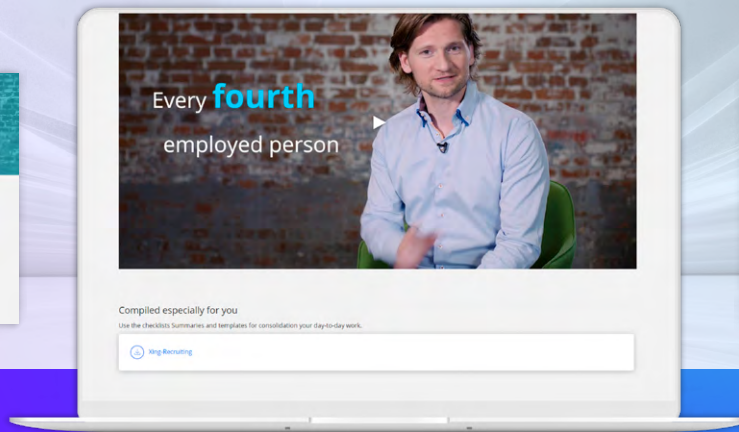 Every fourth
employed person
Compiled especially for you
Use the checklists Summaries and templates for consolidation your day-to-day work.
Xing-Recruiting